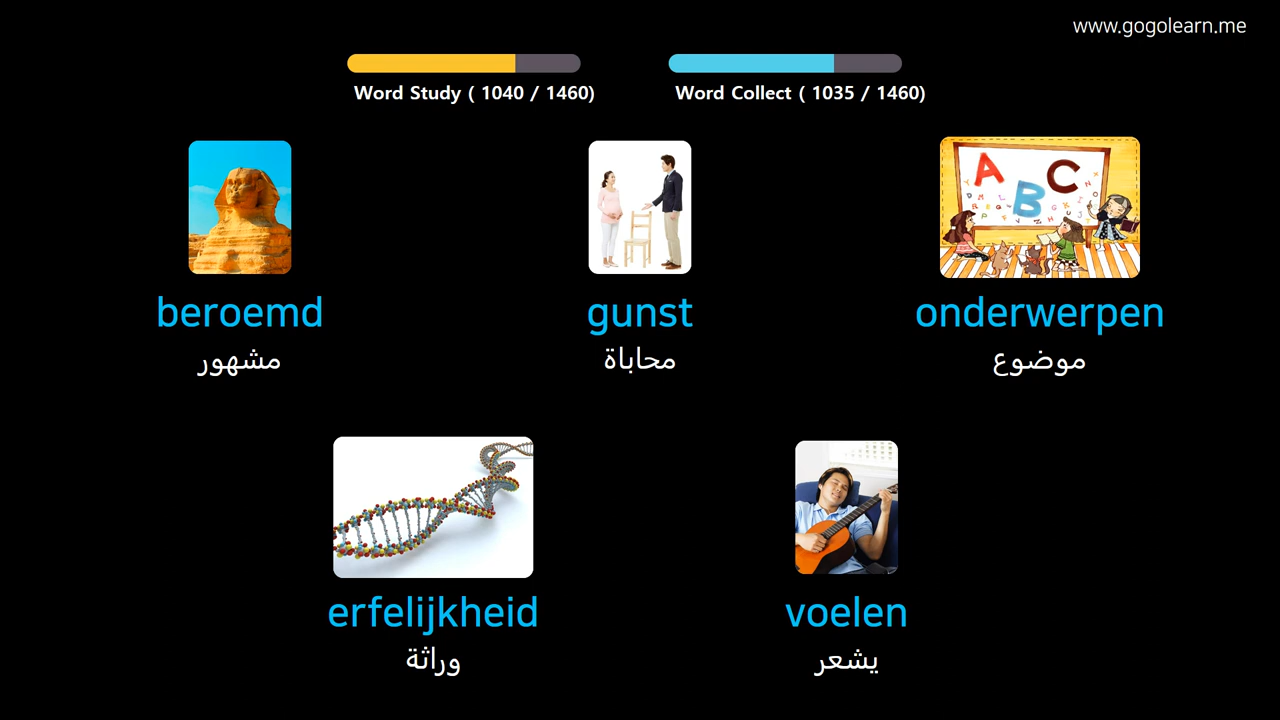 www.gogolearn.me
Word Study ( 1040 / 1460)
Word Collect ( 1035 / 1460)
A B C
beroemd
gunst
onderwerpen
مشهور
محاباة
موضوع
erfelijkheid
voelen
وراثة
يشعر